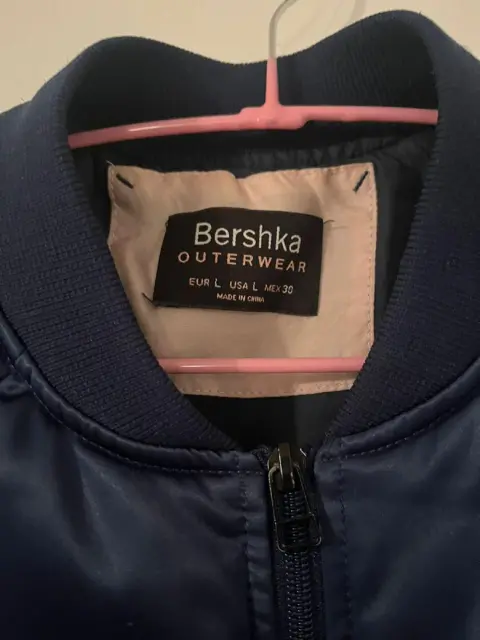 Bershka
OUTERWEAR
EUR L USA L MEX 30
MADE IN CHINA